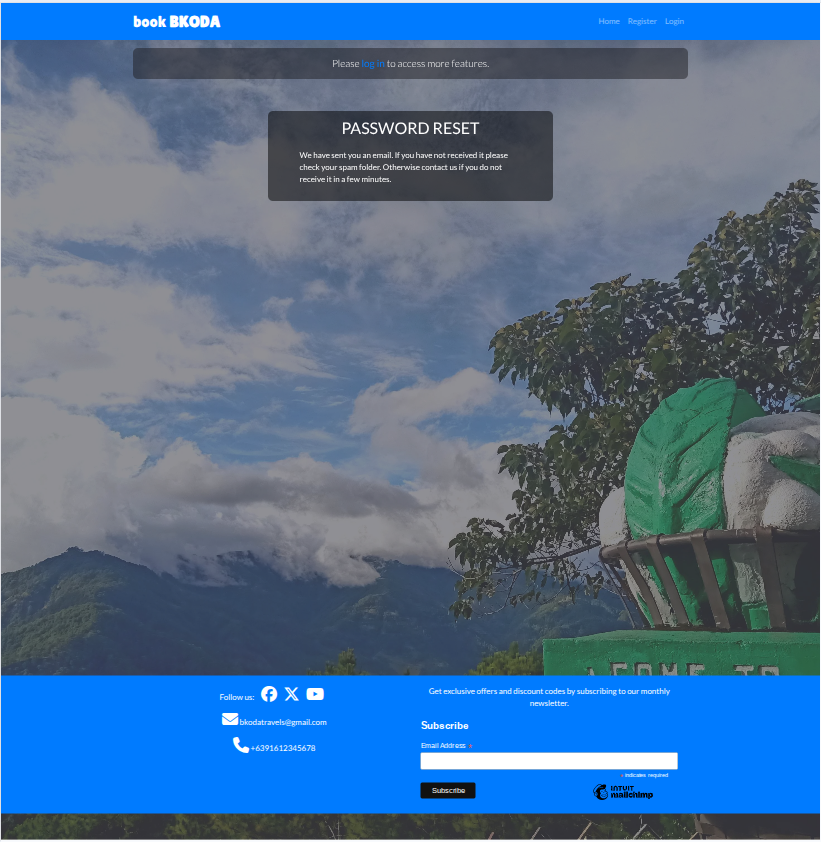 book BKODA
Home Register Login
Please log in to access more features.
PASSWORD RESET
We have sent you an email. If you have not received it please
check your spam folder. Otherwise contact us if you do not
receive it in a few minutes.
Follow us:
bkodatravels@gmail.com
+6391612345678
Get exclusive offers and discount codes by subscribing to our monthly
newsletter.
Subscribe
Email Address *
* indicates required
Subscribe
INTUIT
mailchimp